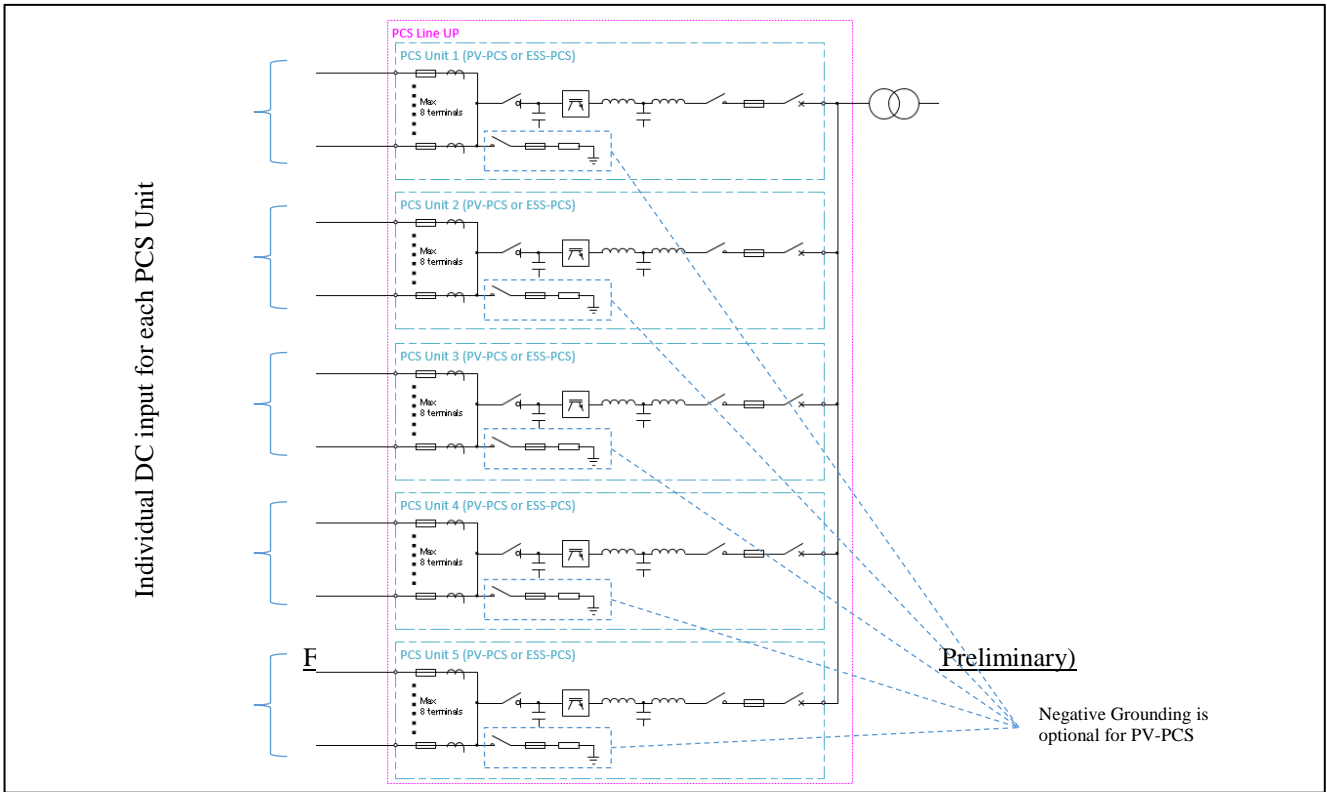 PCS Line UP
PCS Unit 1 (PV-PCS or ESS-PCS)
Max
8 terminals
PCS Unit 2 (PV-PCS or ESS-PCS)
Max
8 terminals
PCS Unit 3 (PV-PCS or ESS-PCS)
Max
8 terminals
PCS Unit 4 (PV-PCS or ESS-PCS)
Max
8 terminals
PCS Unit 5 (PV-PCS or ESS-PCS)
Max
8 terminals
Individual DC input for each PCS Unit
F
Preliminary)
Negative Grounding is
optional for PV-PCS